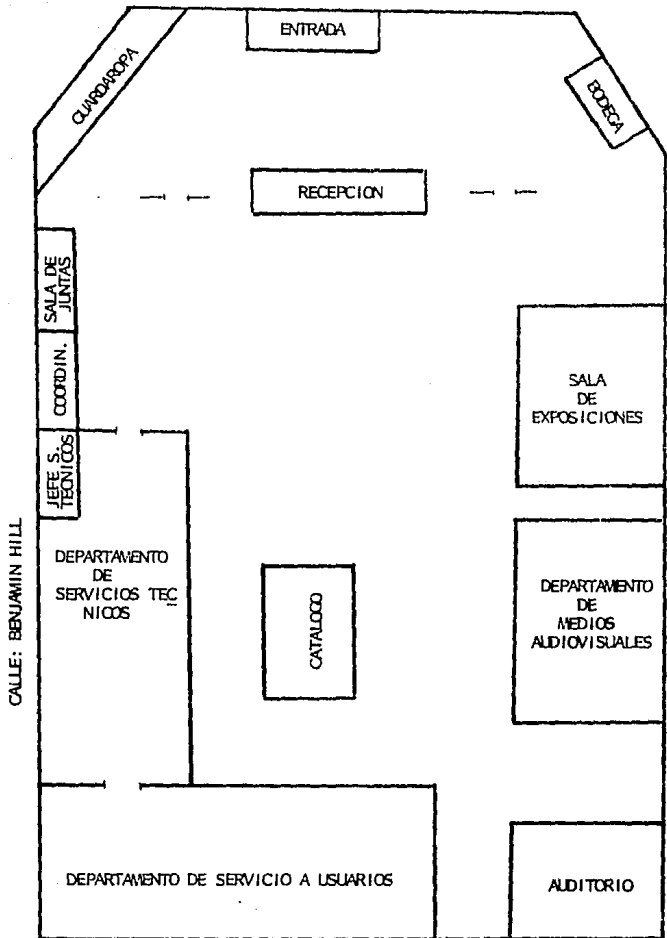 ENTRADA
GUARDAROPA
BODEGA
RECEPCION
SALA DE
JUNTAS
COORDIN.
JEFE S.
TECNICOS
SALA
DE
EXPOSICIONES
CALLE: BENJAMIN HILL
DEPARTAMENTO
DE
SERVICIOS TEC
NICOS
CATALOGO
DEPARTAMENTO
DE
MEDIOS
AUDIOVISUALES
DEPARTAMENTO DE SERVICIO A USUARIOS
AUDITORIO